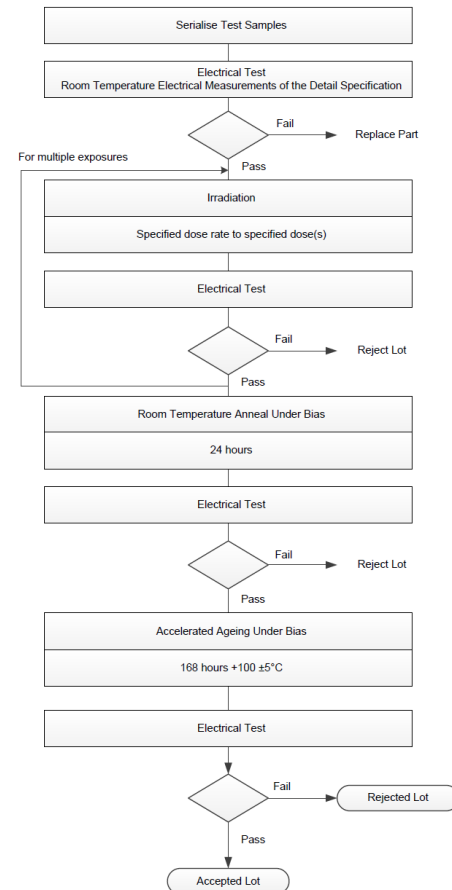 Serialise Test Samples
Electrical Test
Room Temperature Electrical Measurements of the Detail Specification
Fail
Replace Part
For multiple exposures
Pass
Irradiation
Specified dose rate to specified dose(s)
Electrical Test
Fail
Reject Lot
Pass
Room Temperature Anneal Under Bias
24 hours
Electrical Test
Fail
Reject Lot
Pass
Accelerated Ageing Under Bias
168 hours +100 ±5°C
Electrical Test
Fail
Rejected Lot
Pass
Accepted Lot